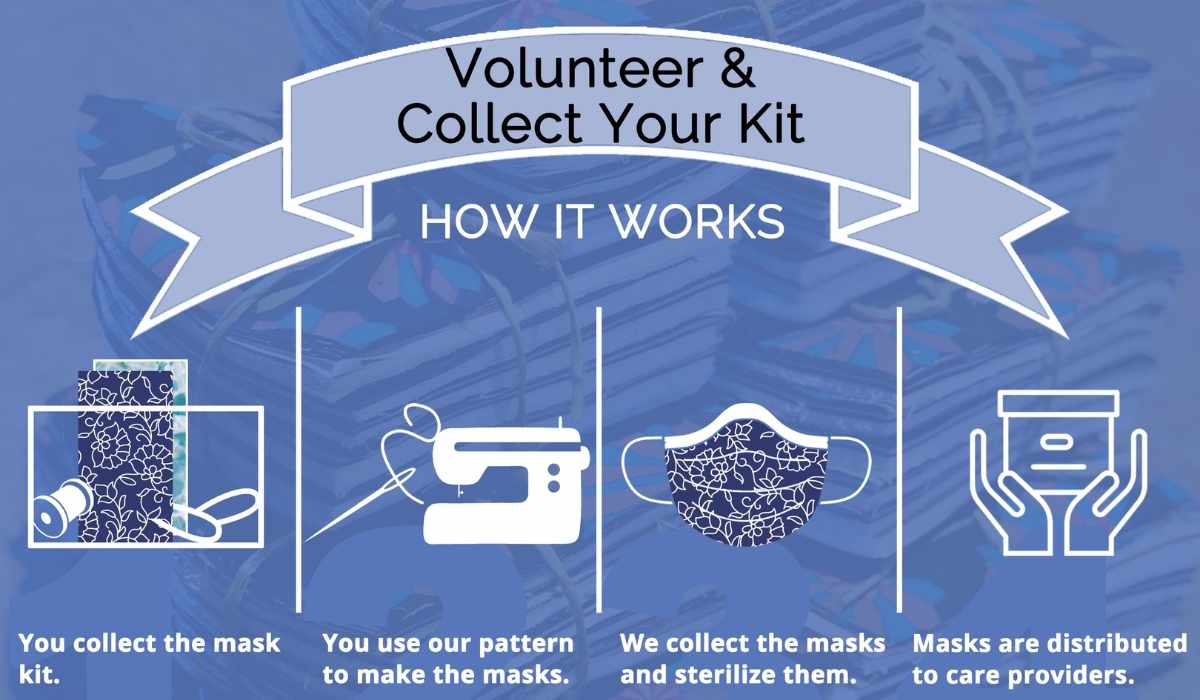 Volunteer &
Collect Your Kit
HOW IT WORKS
You collect the mask
kit.
You use our pattern
to make the masks.
We collect the masks
and sterilize them.
Masks are distributed
to care providers.